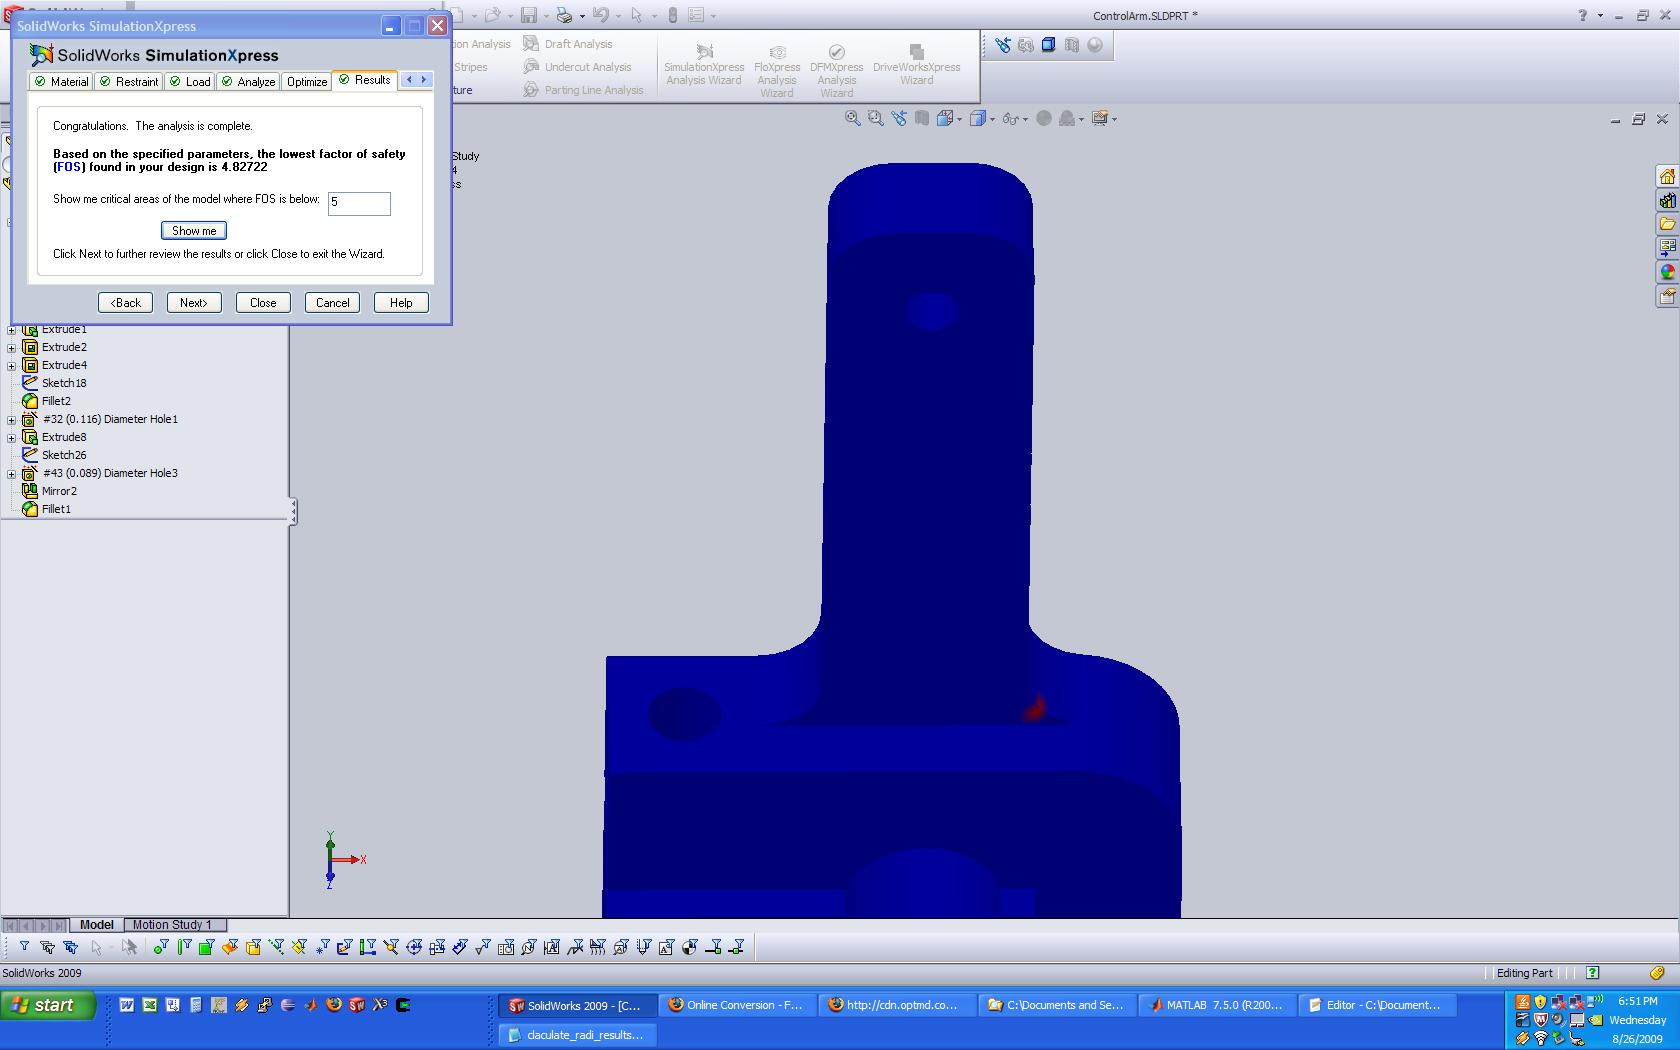 SolidWorks SimulationXpress
ControlArm.SLDPRT *
SolidWorks SimulationXpress
Material
Restraint
Load
Analyze
Optimize
Results
Congratulations. The analysis is complete.
Based on the specified parameters, the lowest factor of safety
(FOS) found in your design is 4.82722
Show me critical areas of the model where FOS is below: 5
Show me
Click Next to further review the results or click Close to exit the Wizard.
<Back
Next>
Close
Cancel
Help
on Analysis
Stripes
ture
Draft Analysis
Undercut Analysis
Parting Line Analysis
SimulationXpress
Analysis Wizard
FloXpress
Analysis
Wizard
DFMXpress
Analysis
Wizard
DriveWorksXpress
Wizard
Study
4
ss
Extrude1
Extrude2
Extrude4
Sketch18
Fillet2
#32 (0.116) Diameter Hole1
Extrude8
Sketch26
#43 (0.089) Diameter Hole3
Mirror2
Fillet1
Y
X
Z
Model
Motion Study 1
SolidWorks 2009
Editing Part
start
SolidWorks 2009 - [C...
Online Conversion - F...
http://cdn.optmd.co...
C:\Documents and Se...
MATLAB 7.5.0 (R200...
Editor - C:\Document...
claculate_radi_results...
6:51 PM
Wednesday
8/26/2009